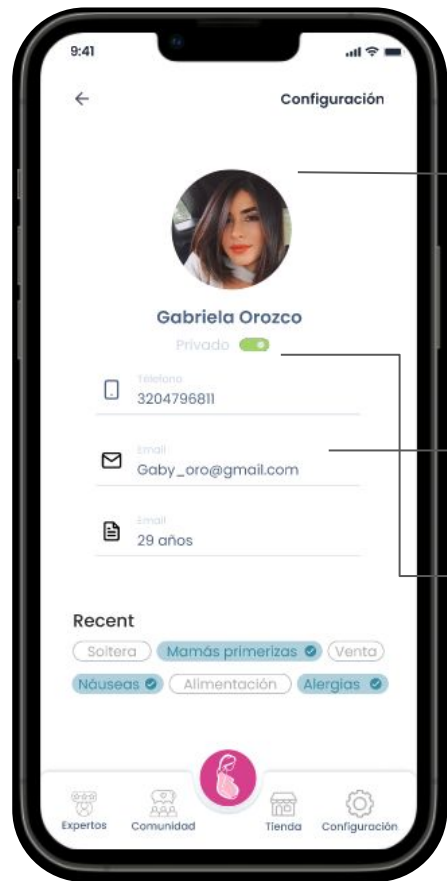 9:41
Configuración
Gabriela Orozco
Privado
Télefono
3204796811
Email
Gaby_oro@gmail.com
Email
29 años
Recent
Soltera Mamás primerizas Venta
Náuseas Alimentación Alergias
Expertos Comunidad Tienda Configuración